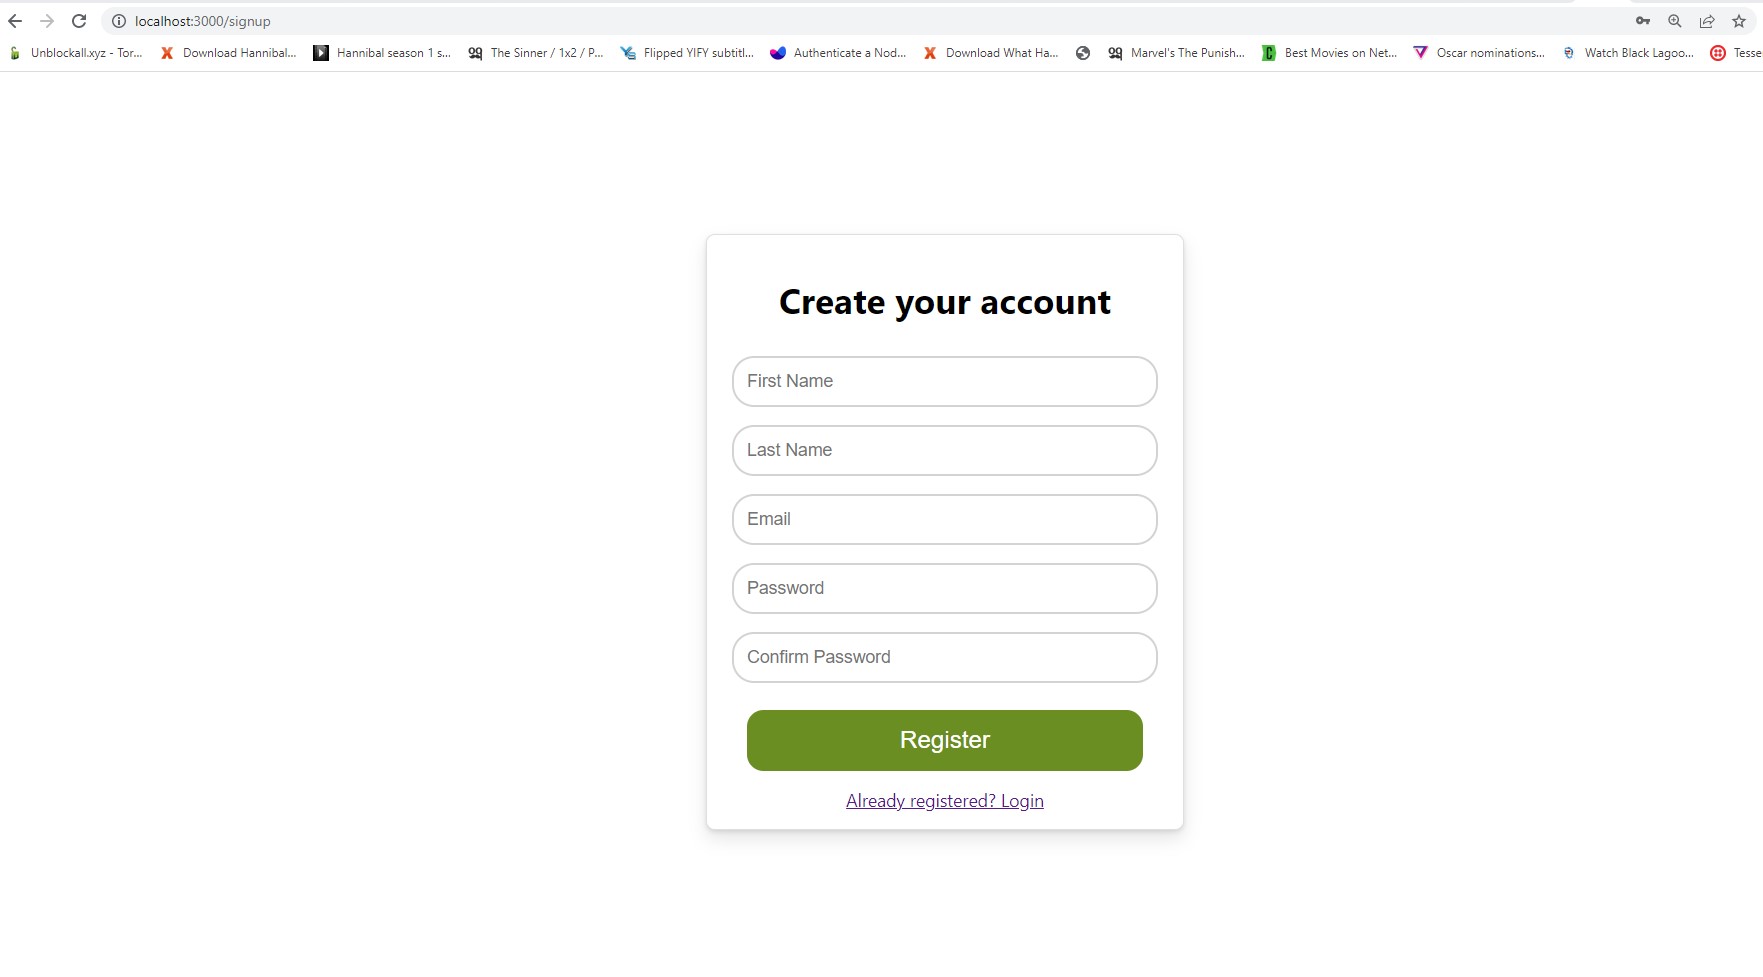 localhost:3000/signup
Unblockall.xyz - Tor... Download Hannibal... Hannibal season 1 s... The Sinner / 1x2 / P... Flipped YIFY subtitl... Authenticate a Nod... Download What Ha... Marvel's The Punish... Best Movies on Net... Oscar nominations... Watch Black Lagoo... Tesse
Create your account
First Name
Last Name
Email
Password
Confirm Password
Register
Already registered? Login